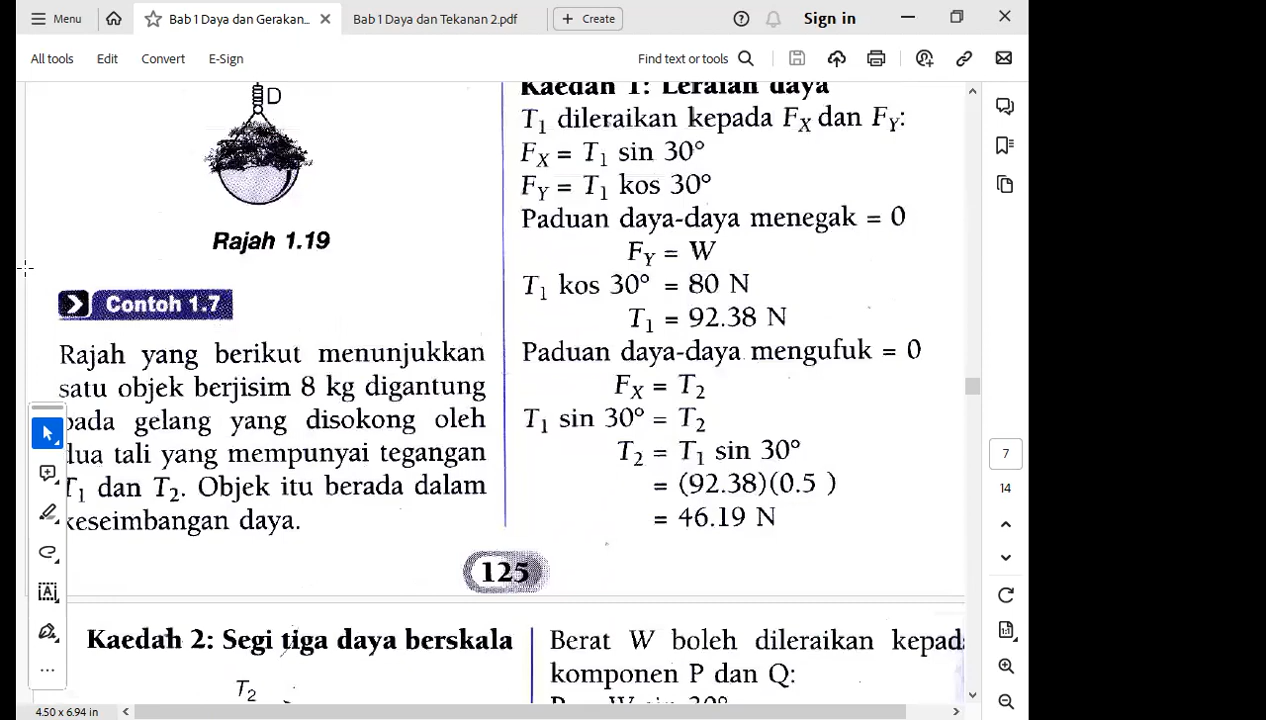 Menu
Bab 1 Daya dan Gerakan...
Bab 1 Daya dan Tekanan 2.pdf
Create
Sign in
All tools
Edit
Convert
E-Sign
Find text or tools
D
Rajah 1.19
Contoh 1.7
Rajah yang berikut menunjukkan
satu objek berjisim 8 kg digantung
pada gelang yang disokong oleh
dua tali yang mempunyai tegangan
T₁ dan T₂. Objek itu berada dalam
keseimbangan daya.
Kaedah 1: Leraian daya
T₁ dileraikan kepada Fₓ dan Fᵧ:
Fₓ = T₁ sin 30°
Fᵧ = T₁ kos 30°
Paduan daya-daya menegak = 0
Fᵧ = W
T₁ kos 30° = 80 N
T₁ = 92.38 N
Paduan daya-daya mengufuk = 0
Fₓ = T₂
T₁ sin 30° = T₂
T₂ = T₁ sin 30°
= (92.38)(0.5 )
= 46.19 N
125
Kaedah 2: Segi tiga daya berskala
T₂
Berat W boleh dileraikan kepad
komponen P dan Q:
7
14
4.50 x 6.94 in